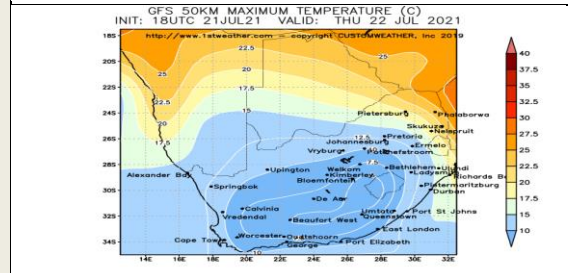 GFS 50KM MAXIMUM TEMPERATURE (C)
INIT: 18UTC 21JUL21 VALID: THU 22 JUL 2021
http://www.1stweather.com — copyright CUSTOMWEATHER, Inc 2019
18S
20S
22S
24S
26S
28S
30S
32S
34S
14E 16E 18E 20E 22E 24E 26E 28E 30E 32E
22.5
25
20
17.5
15
25
22.5
20
17.5
12.5
10
7.5
10
Pietersburg
Phalaborwa
Skukuza
Nelspruit
Pretoria
Johannesburg
Ermelo
Vryburg
Potchefstroom
Welkom
Bethlehem
Ulundi
Ladysmith
Kimberley
Upington
Alexander Bay
Richards Bay
Bloemfontein
Springbok
Pietermaritzburg
Durban
De Aar
Calvinia
Umtata
Port St Johns
Vredendal
Beaufort West
Queenstown
East London
Worcester
Oudtshoorn
Cape Town
George
Port Elizabeth
40
37.5
35
32.5
30
27.5
25
22.5
20
17.5
15
12.5
10